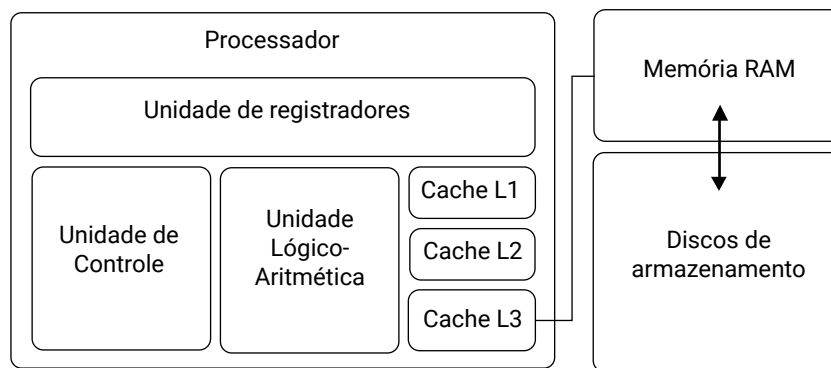 Processador
Unidade de registradores
Unidade de
Controle
Unidade
Lógico-
Aritmética
Cache L1
Cache L2
Cache L3
Memória RAM
Discos de
armazenamento